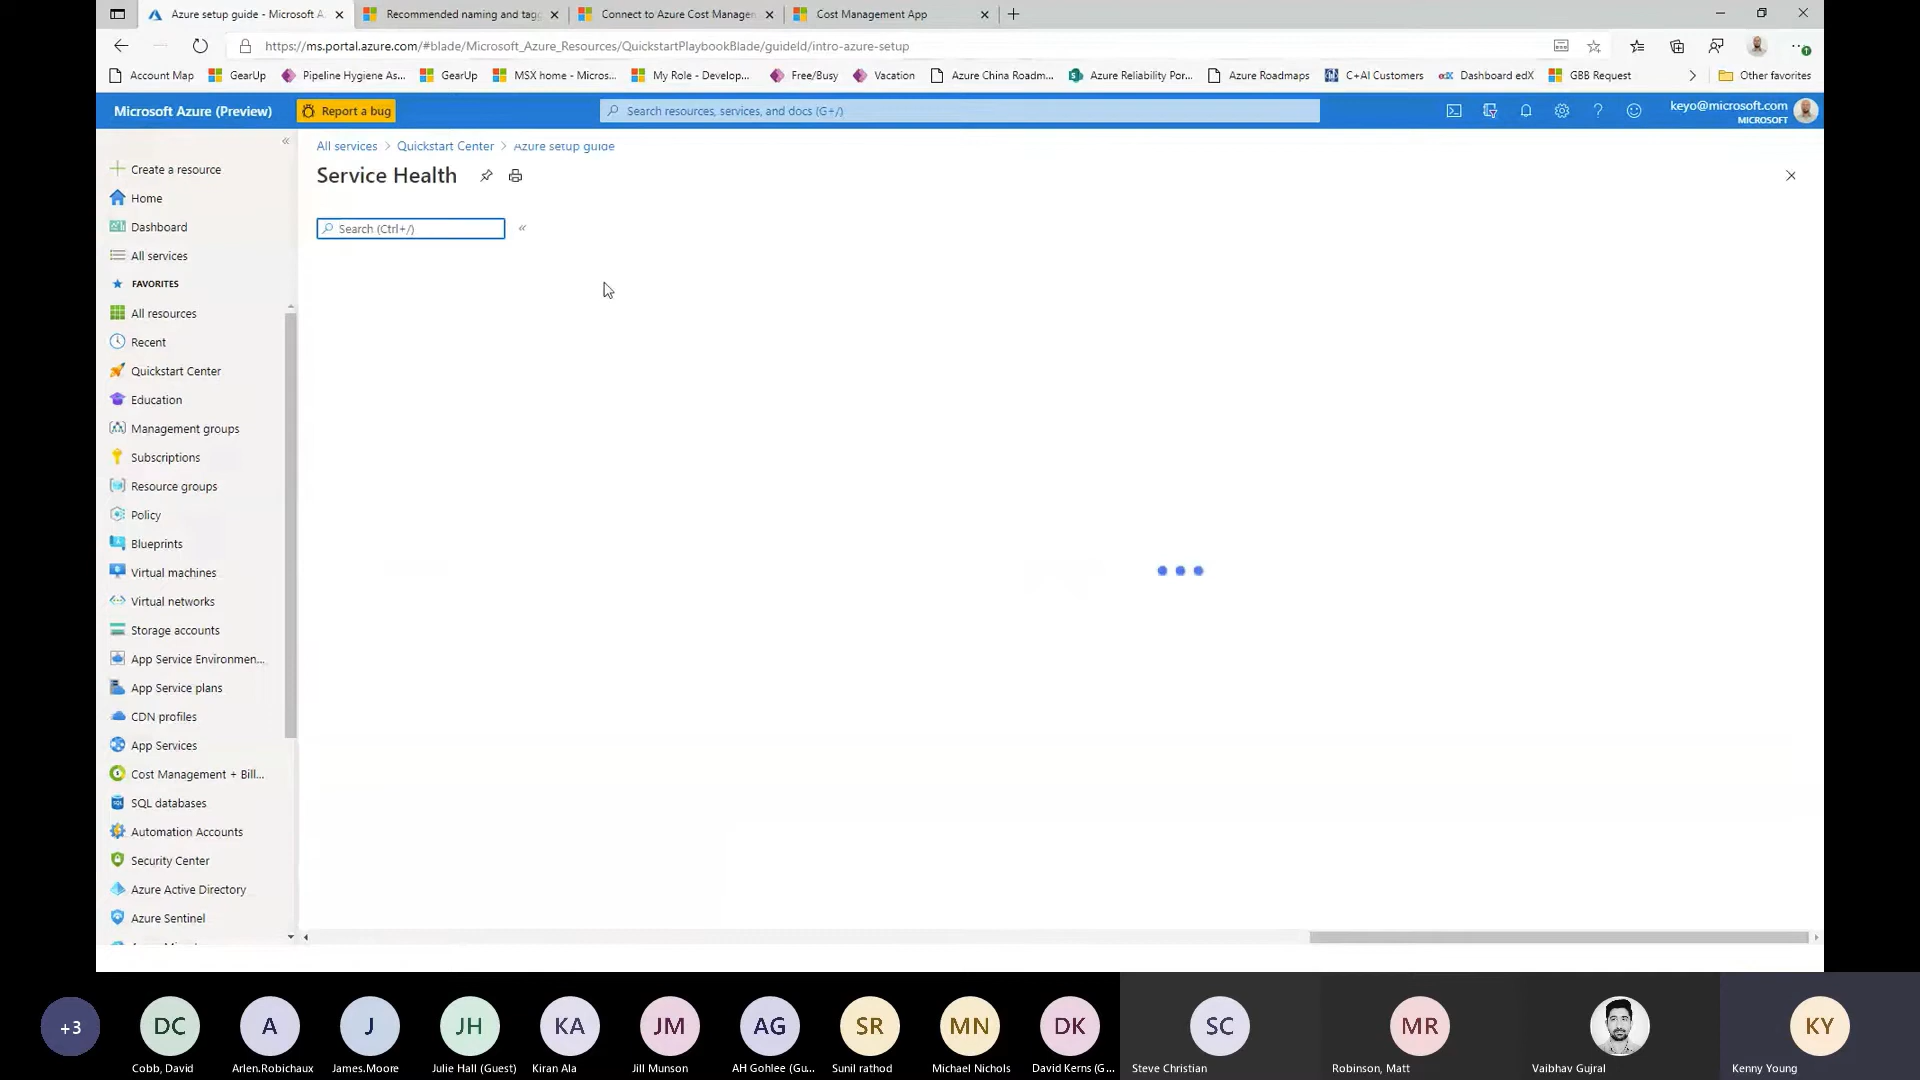 Azure setup guide - Microsoft A
Recommended naming and tag
Connect to Azure Cost Managem
Cost Management App
https://ms.portal.azure.com/#blade/Microsoft_Azure_Resources/QuickstartPlaybookBlade/guideId/intro-azure-setup
Account Map
GearUp
Pipeline Hygiene As...
GearUp
MSX home - Micros...
My Role - Develop...
Free/Busy
Vacation
Azure China Roadm...
Azure Reliability Por...
Azure Roadmaps
C+AI Customers
edX
Dashboard edX
GBB Request
Other favorites
Microsoft Azure (Preview)
Report a bug
Search resources, services, and docs (G+/)
keyo@microsoft.com
MICROSOFT
All services > Quickstart Center > Azure setup guide
Service Health
Search (Ctrl+/)
Create a resource
Home
Dashboard
All services
FAVORITES
All resources
Recent
Quickstart Center
Education
Management groups
Subscriptions
Resource groups
Policy
Blueprints
Virtual machines
Virtual networks
Storage accounts
App Service Environmen...
App Service plans
CDN profiles
App Services
Cost Management + Bill...
SQL databases
Automation Accounts
Security Center
Azure Active Directory
Azure Sentinel
+3
DC
A
J
JH
KA
JM
AG
SR
MN
DK
SC
MR
KY
Cobb, David
Arlen.Robichaux
James.Moore
Julie Hall (Guest)
Kiran Ala
Jill Munson
AH Gohlee (Gu...
Sunil rathod
Michael Nichols
David Kerns (G...
Steve Christian
Robinson, Matt
Vaibhav Gujral
Kenny Young